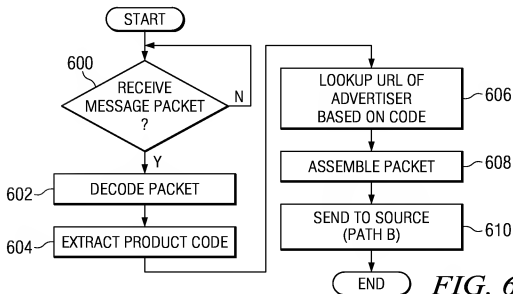 START
600
RECEIVE
MESSAGE PACKET
?
N
Y
602
DECODE PACKET
604
EXTRACT PRODUCT CODE
LOOKUP URL OF
ADVERTISER
BASED ON CODE
606
ASSEMBLE PACKET
608
SEND TO SOURCE
(PATH B)
610
END
FIG. 6